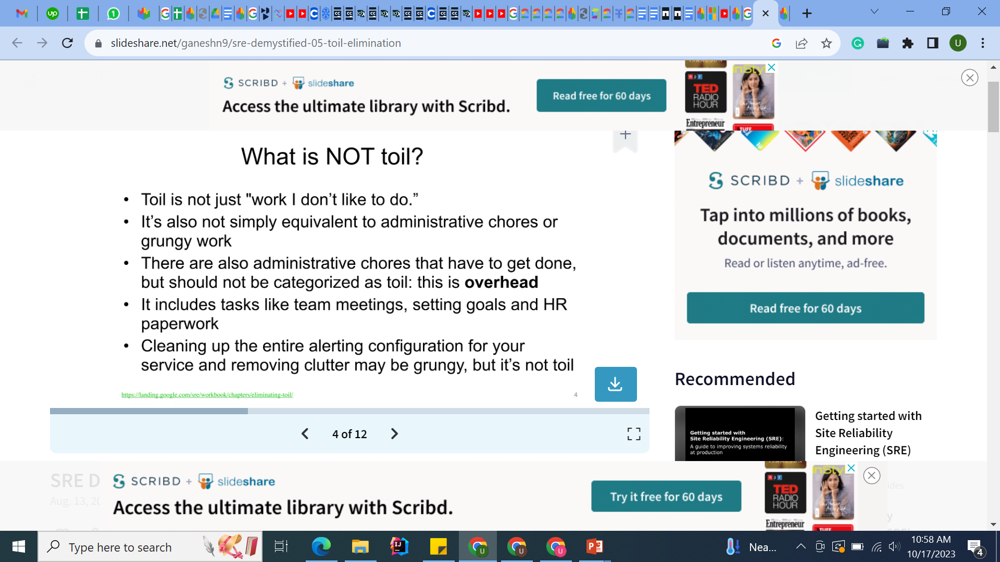 slideshare.net/ganeshn9/sre-demystified-05-toil-elimination
U
SCRIBD + slideshare
Access the ultimate library with Scribd.
Read free for 60 days
TED
RADIO
HOUR
InStyl
Entrepreneur
What is NOT toil?
• Toil is not just "work I don’t like to do.”
• It’s also not simply equivalent to administrative chores or
grungy work
• There are also administrative chores that have to get done,
but should not be categorized as toil: this is overhead
• It includes tasks like team meetings, setting goals and HR
paperwork
• Cleaning up the entire alerting configuration for your
service and removing clutter may be grungy, but it’s not toil
https://landing.google.com/sre/workbook/chapters/eliminating-toil/
4
4 of 12
SCRIBD + slideshare
Tap into millions of books,
documents, and more
Read or listen anytime, ad-free.
Read free for 60 days
Recommended
Getting started with
Site Reliability Engineering (SRE):
A guide to improving systems reliability
at production
Getting started with
Site Reliability
Engineering (SRE)
SRE D
Aug. 13, 20
SCRIBD + slideshare
Access the ultimate library with Scribd.
Try it free for 60 days
TED
RADIO
HOUR
InStyl
Entrepreneur
Type here to search
Nea...
10:58 AM
10/17/2023
4